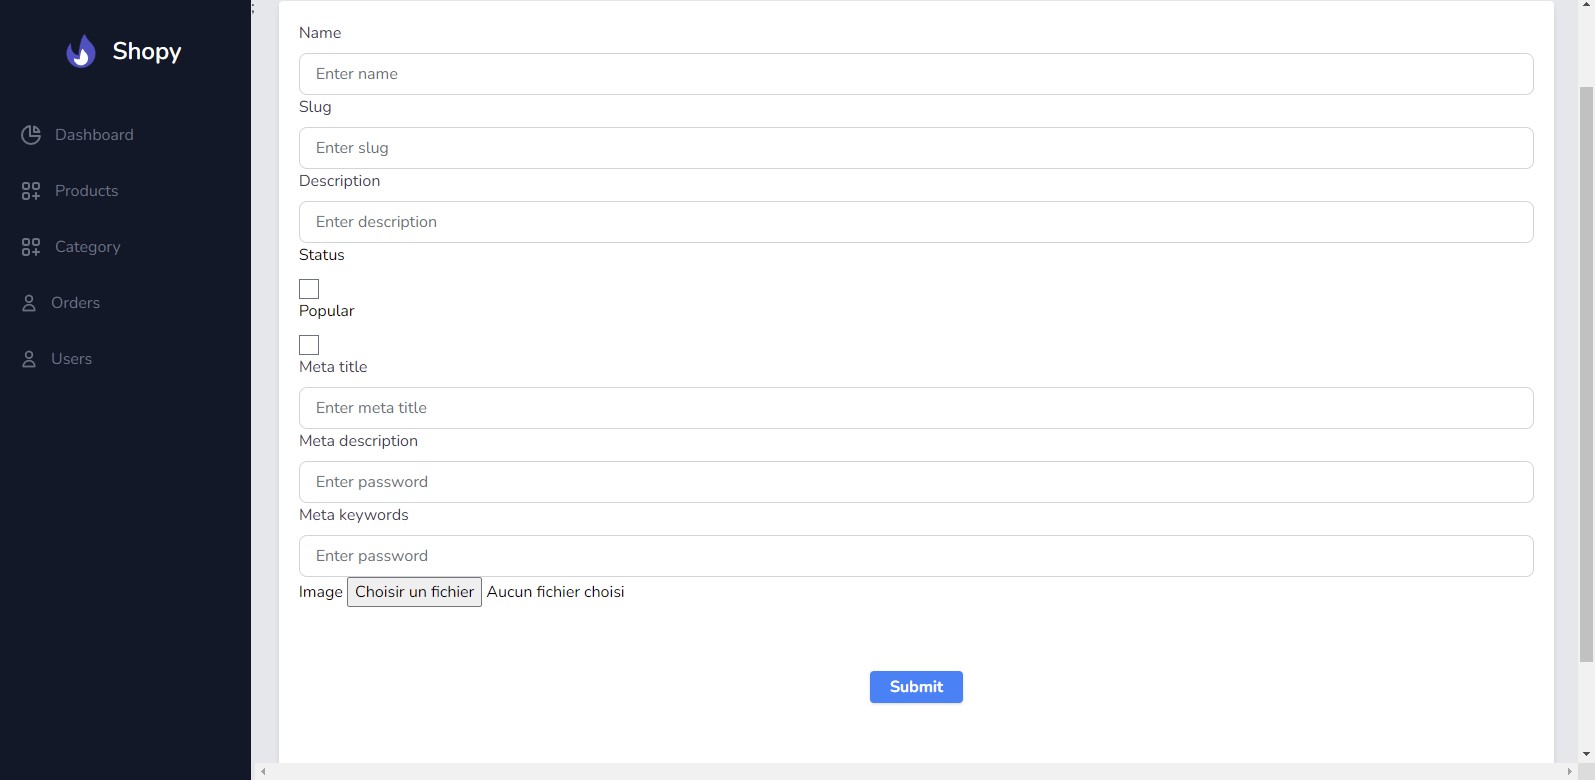 Shopy
Dashboard
Products
Category
Orders
Users
;
Name
Enter name
Slug
Enter slug
Description
Enter description
Status
Popular
Meta title
Enter meta title
Meta description
Enter password
Meta keywords
Enter password
Image Choisir un fichier Aucun fichier choisi
Submit